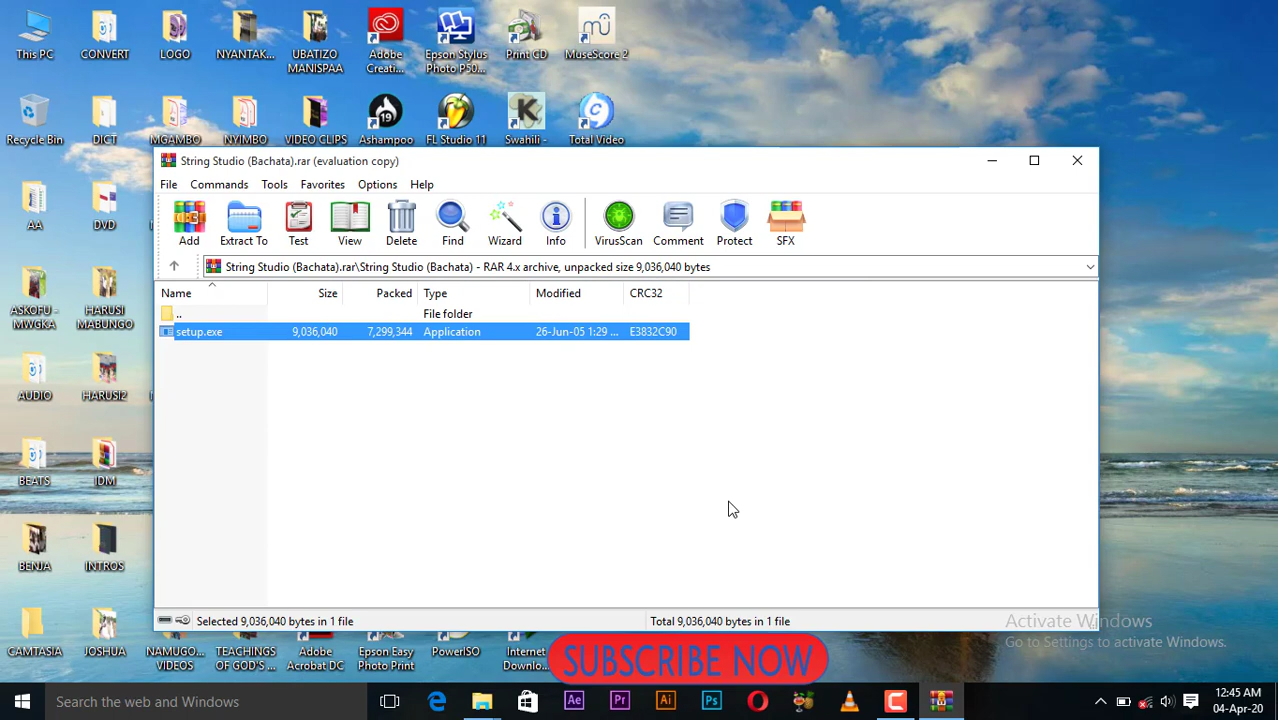 This PC
CONVERT
LOGO
NYANTAK...
UBATIZO
MANISPAA
Adobe
Creati...
Epson Stylus
Photo P50...
Print CD
MuseScore 2
Recycle Bin
DICT
MGAMBO
NYIMBO
VIDEO CLIPS
Ashampoo
FL Studio 11
Swahili -
Total Video
String Studio (Bachata).rar (evaluation copy)
File Commands Tools Favorites Options Help
Add Extract To Test View Delete Find Wizard Info VirusScan Comment Protect SFX
String Studio (Bachata).rar\String Studio (Bachata) - RAR 4.x archive, unpacked size 9,036,040 bytes
Name Size Packed Type Modified CRC32
.. File folder
setup.exe 9,036,040 7,299,344 Application 26-Jun-05 1:29 ... E3832C90
Selected 9,036,040 bytes in 1 file
Total 9,036,040 bytes in 1 file
AA
DVD
ASKOFU -
MWGKA
HARUSI
MABUNGO
AUDIO
HARUSI2
BEATS
IDM
BENJA
INTROS
CAMTASIA
JOSHUA
NAMUGO...
VIDEOS
TEACHINGS
OF GOD'S ...
Adobe
Acrobat DC
Epson Easy
Photo Print
PowerISO
Internet
Downlo...
SUBSCRIBE NOW
Activate Windows
Go to Settings to activate Windows.
Search the web and Windows
Ae
Pr
Ai
Ps
12:45 AM
04-Apr-20